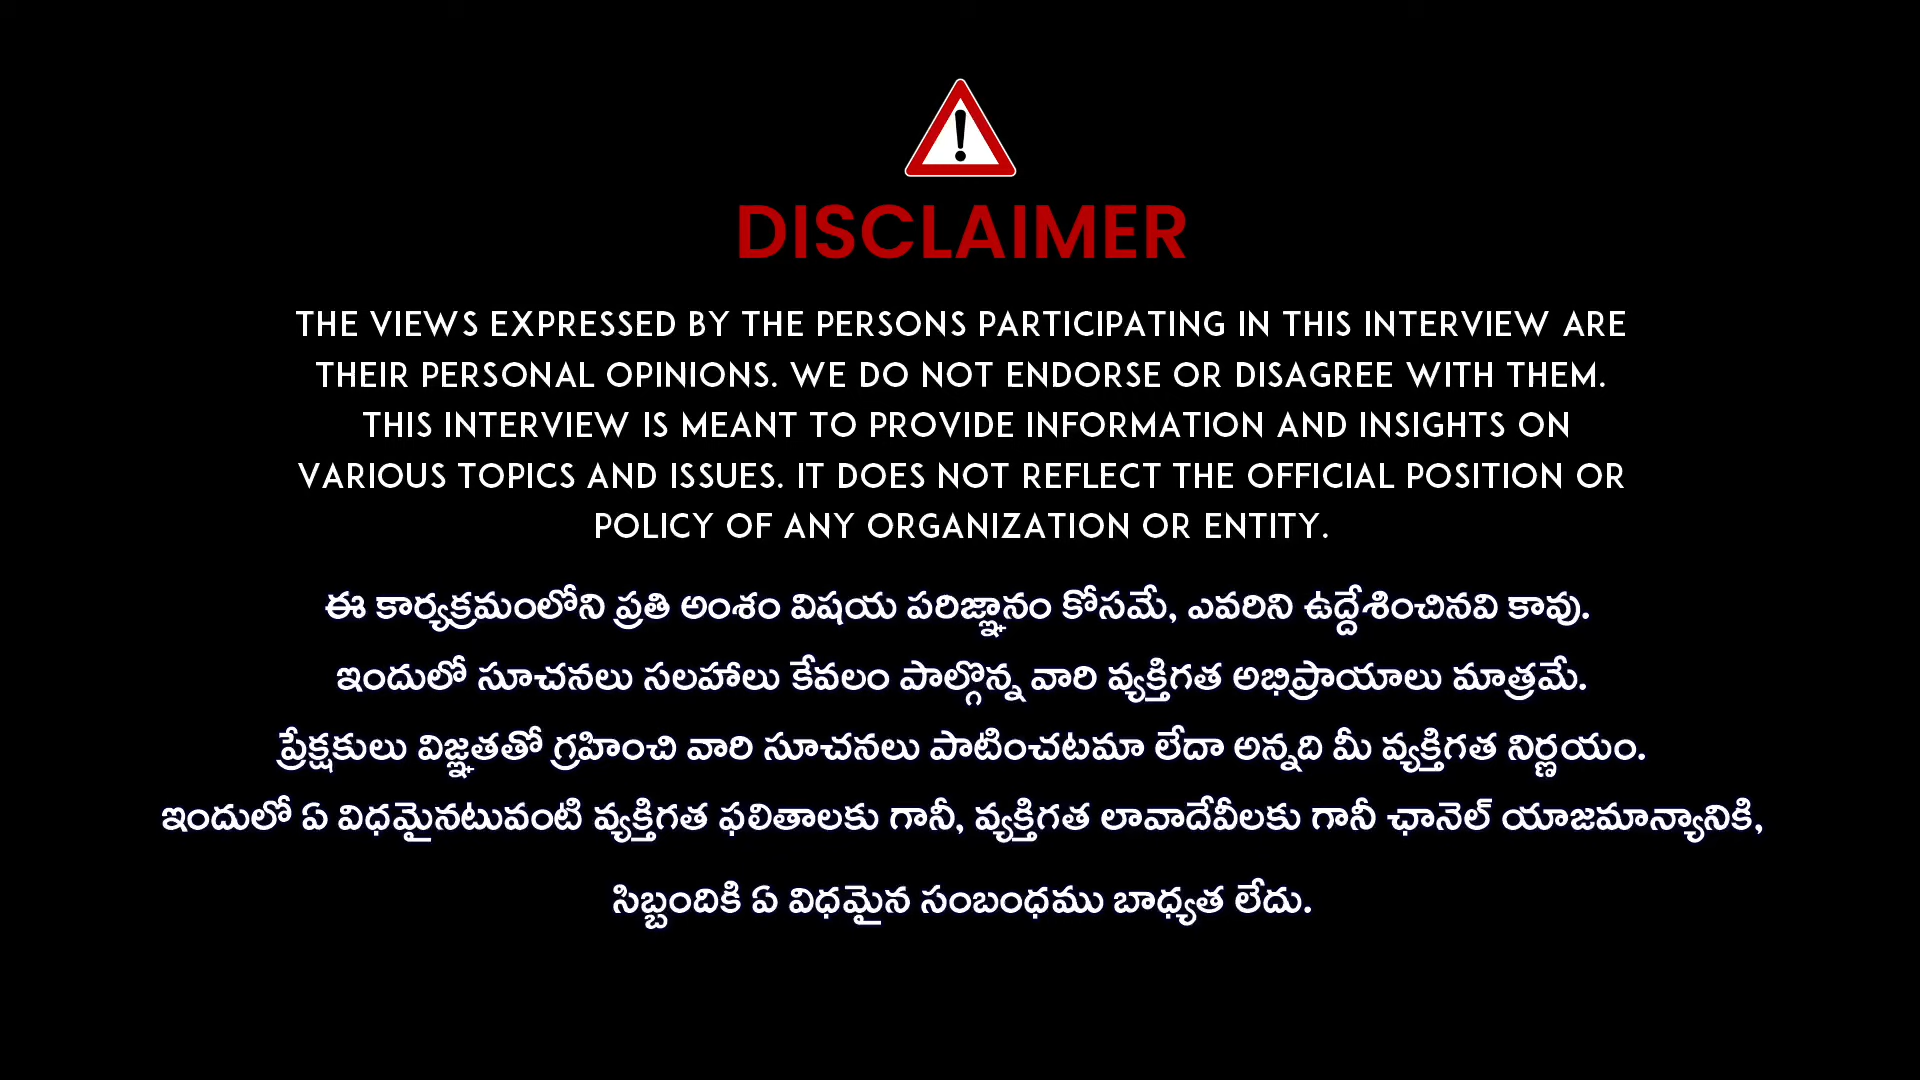 DISCLAIMER
THE VIEWS EXPRESSED BY THE PERSONS PARTICIPATING IN THIS INTERVIEW ARE
THEIR PERSONAL OPINIONS. WE DO NOT ENDORSE OR DISAGREE WITH THEM.
THIS INTERVIEW IS MEANT TO PROVIDE INFORMATION AND INSIGHTS ON
VARIOUS TOPICS AND ISSUES. IT DOES NOT REFLECT THE OFFICIAL POSITION OR
POLICY OF ANY ORGANIZATION OR ENTITY.
ఈ కార్యక్రమంలోని ప్రతి అంశం విషయ పరిజ్ఞానం కోసమే, ఎవరిని ఉద్దేశించినవి కావు.
ఇందులో సూచనలు సలహాలు కేవలం పాల్గొన్న వారి వ్యక్తిగత అభిప్రాయాలు మాత్రమే.
ప్రేక్షకులు విజ్ఞతతో గ్రహించి వారి సూచనలు పాటించటమా లేదా అన్నది మీ వ్యక్తిగత నిర్ణయం.
ఇందులో ఏ విధమైనటువంటి వ్యక్తిగత ఫలితాలకు గానీ, వ్యక్తిగత లావాదేవీలకు గానీ ఛానెల్ యాజమాన్యానికి,
సిబ్బందికి ఏ విధమైన సంబంధము బాధ్యత లేదు.